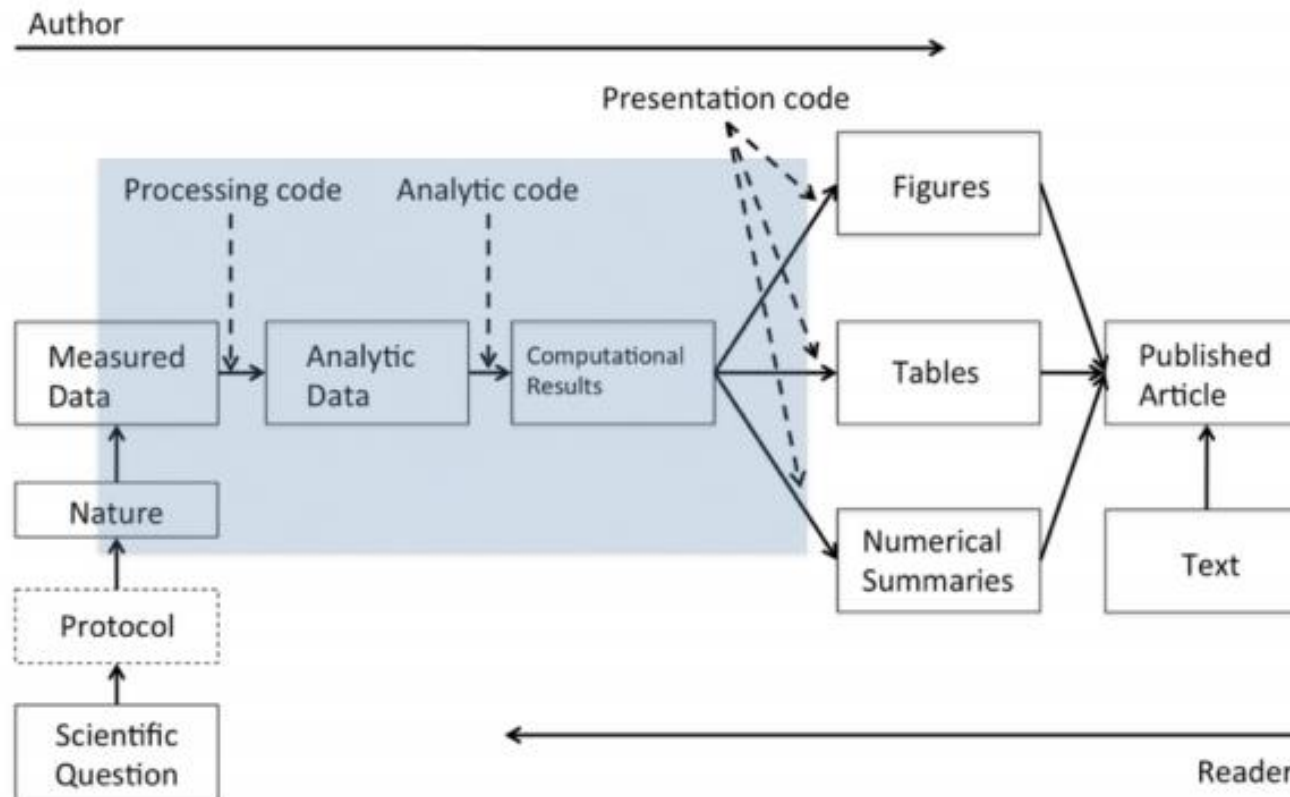 Author
Presentation code
Processing code
Analytic code
Figures
Measured
Data
Analytic
Data
Computational
Results
Tables
Published
Article
Nature
Numerical
Summaries
Text
Protocol
Scientific
Question
Reader